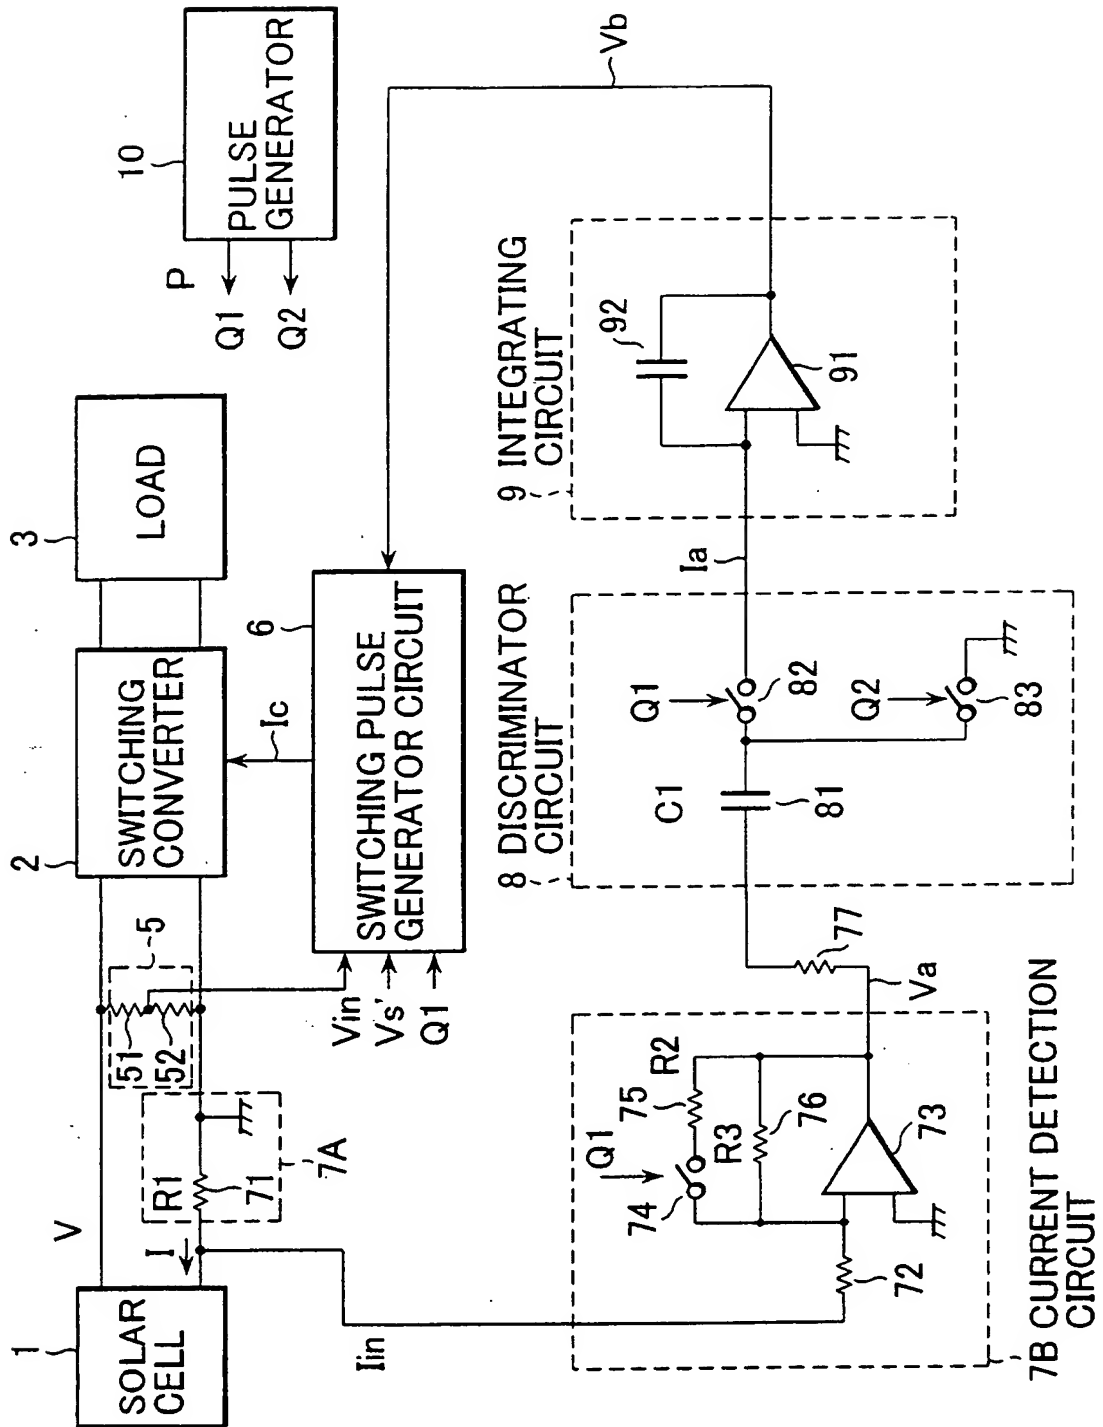 1
SOLAR
CELL
V
I
R1
71
7A
5
51
52
2
SWITCHING
CONVERTER
3
LOAD
10
PULSE
GENERATOR
P
Q1
Q2
Vin
Vs'
Q1
6
SWITCHING PULSE
GENERATOR CIRCUIT
Ic
Vb
Iin
7B CURRENT DETECTION
CIRCUIT
72
73
Q1
74
75
R2
R3
76
Va
77
8 DISCRIMINATOR
CIRCUIT
C1
81
Q1
82
Q2
83
Ia
9 INTEGRATING
CIRCUIT
92
91